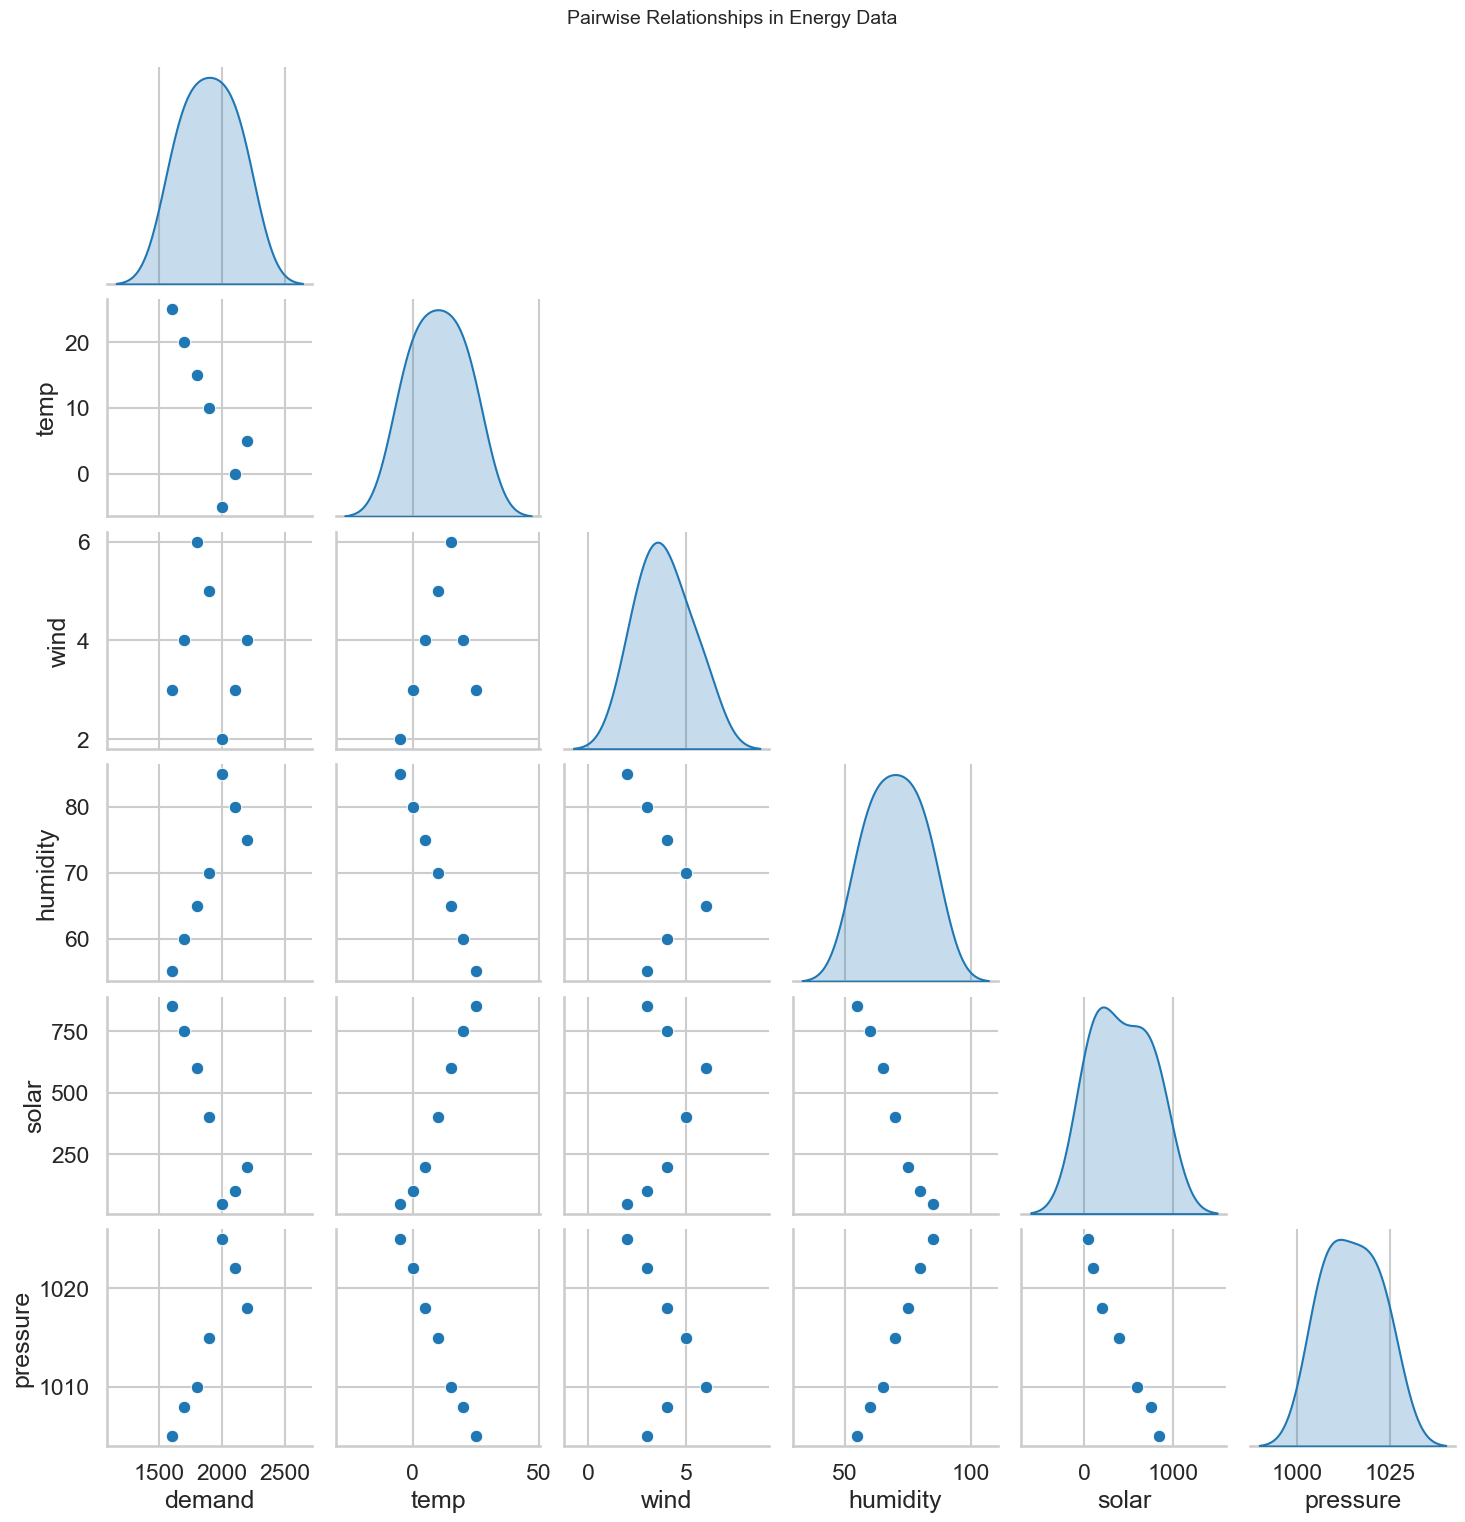 Pairwise Relationships in Energy Data
temp
20
10
0
wind
6
4
2
humidity
80
70
60
solar
750
500
250
pressure
1020
1010
1500 2000 2500 0 50 0 5 50 100 0 1000 1000 1025
demand temp wind humidity solar pressure